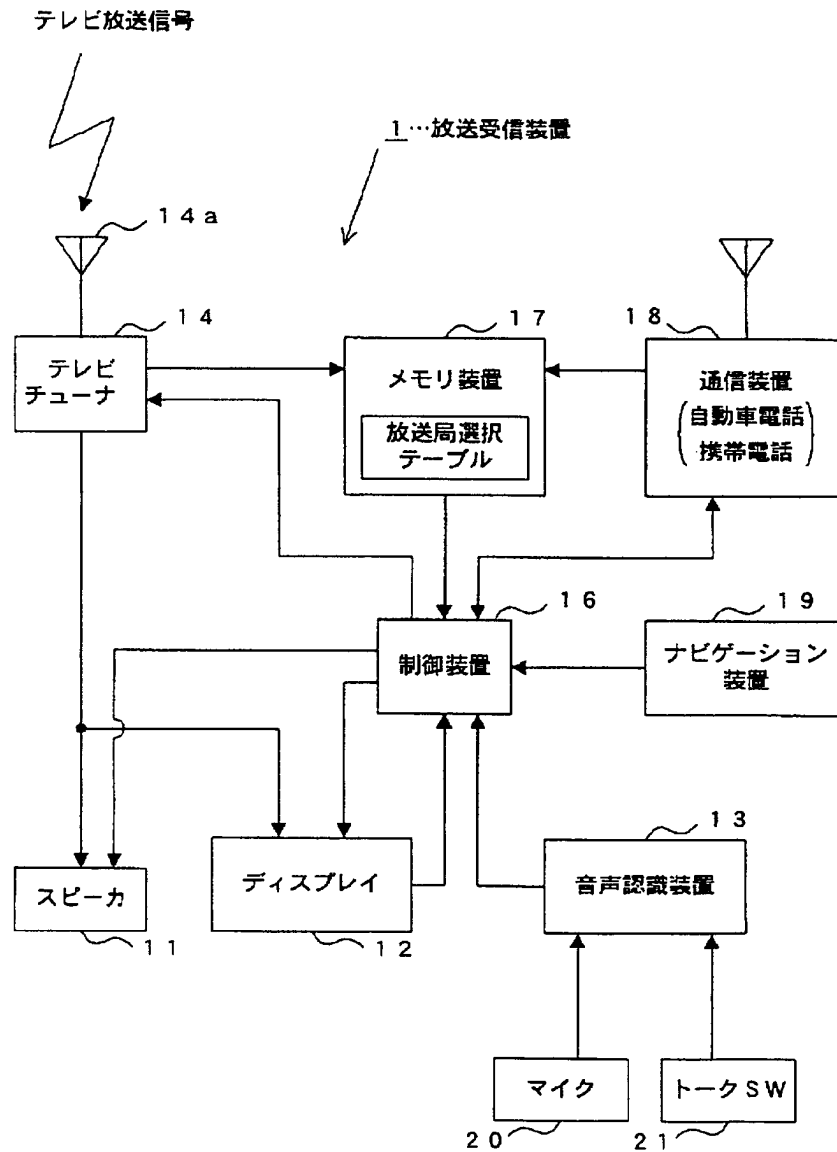 テレビ放送信号
1…放送受信装置
14a
14
テレビ
チューナ
17
メモリ装置
放送局選択
テーブル
18
通信装置
自動車電話
携帯電話
16
制御装置
19
ナビゲーション
装置
13
音声認識装置
スピーカ
11
ディスプレイ
12
マイク
20
トークSW
21